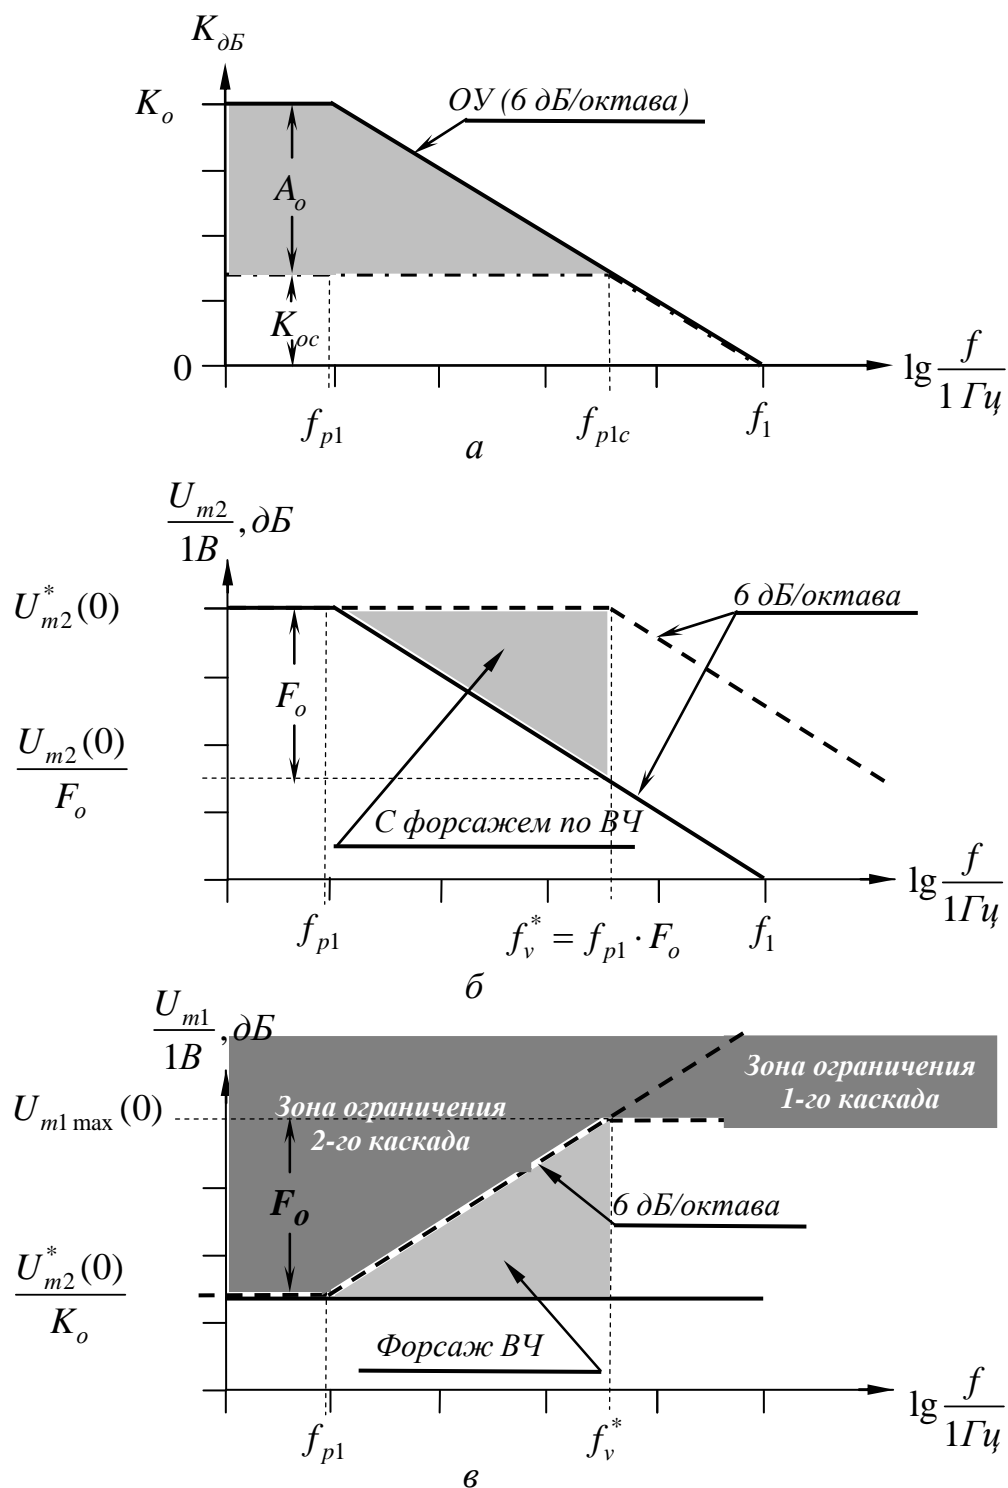 K_дБ
K_o
ОУ (6 дБ/октава)
A_o
K_oc
0
lg f / 1 Гц
f_p1
f_p1c
f_1
а
U_m2 / 1В , дБ
U*_m2(0)
6 дБ/октава
F_o
U_m2(0) / F_o
С форсажем по ВЧ
lg f / 1Гц
f_p1
f*_v = f_p1 · F_o
f_1
б
U_m1 / 1В , дБ
Зона ограничения
1-го каскада
U_m1 max(0)
Зона ограничения
2-го каскада
F_o
6 дБ/октава
U*_m2(0) / K_o
Форсаж ВЧ
lg f / 1Гц
f_p1
f*_v
в